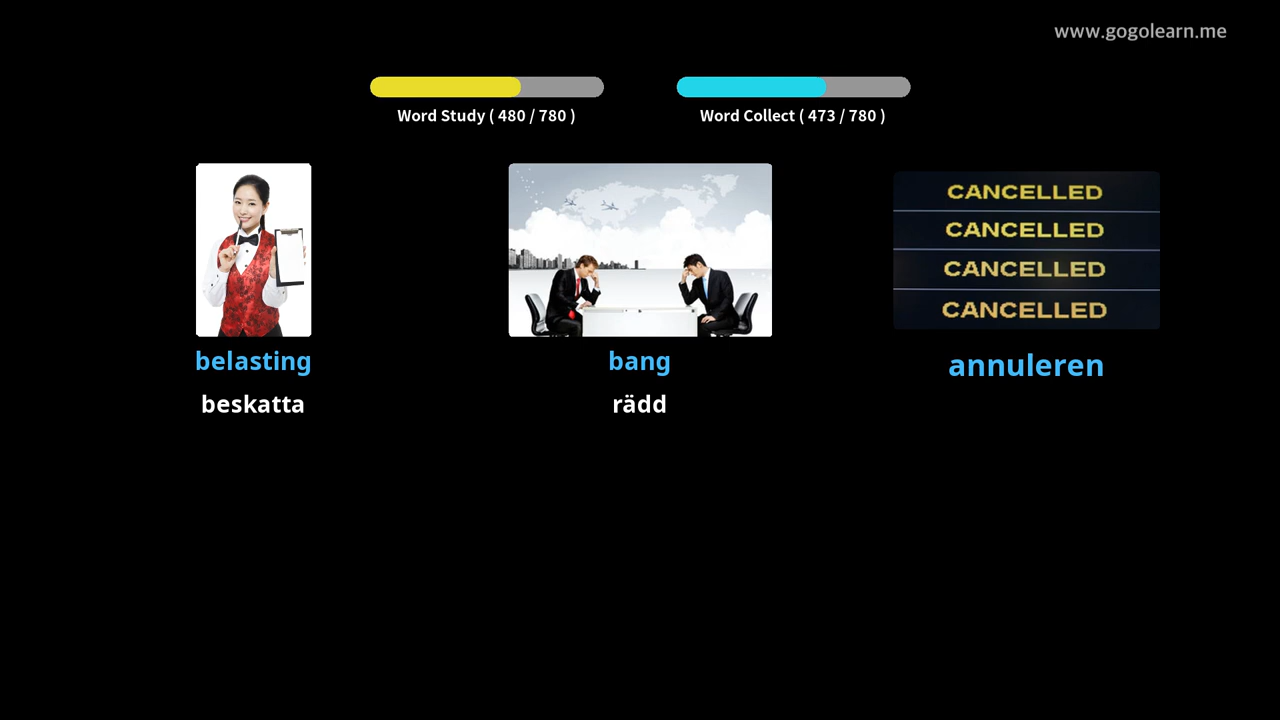 www.gogolearn.me
Word Study ( 480 / 780 )
Word Collect ( 473 / 780 )
CANCELLED
CANCELLED
CANCELLED
CANCELLED
belasting
bang
annuleren
beskatta
rädd